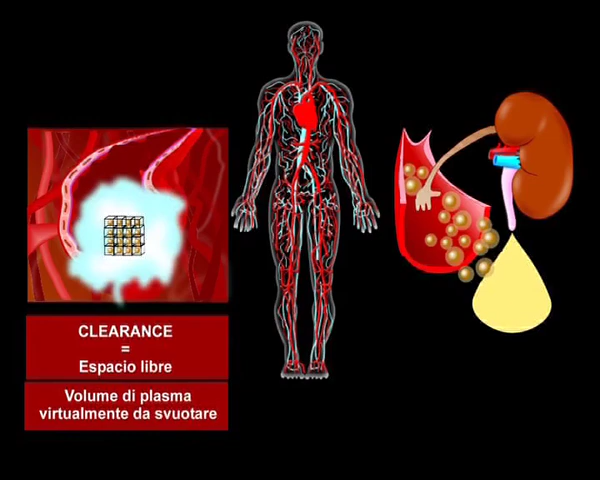 CLEARANCE
=
Espacio libre
Volume di plasma
virtualmente da svuotare